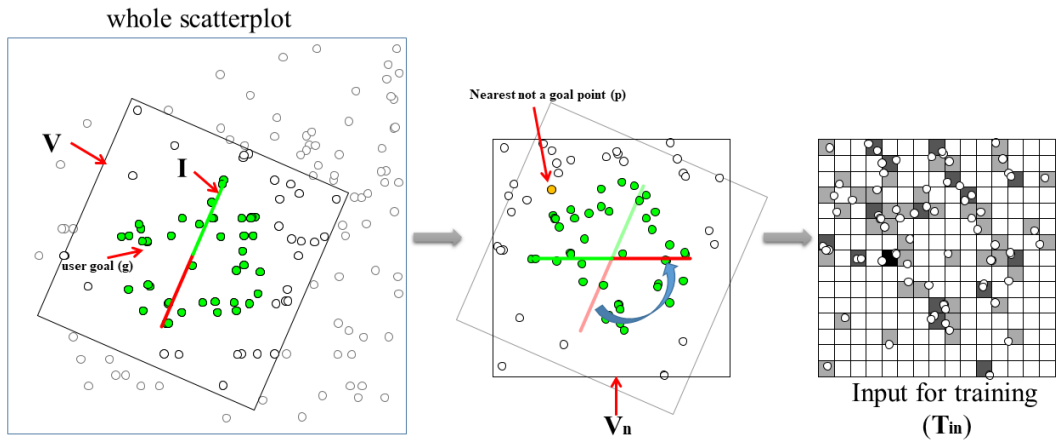 whole scatterplot
V
I
user goal (g)
Nearest not a goal point (p)
Vn
Input for training
(Tin)